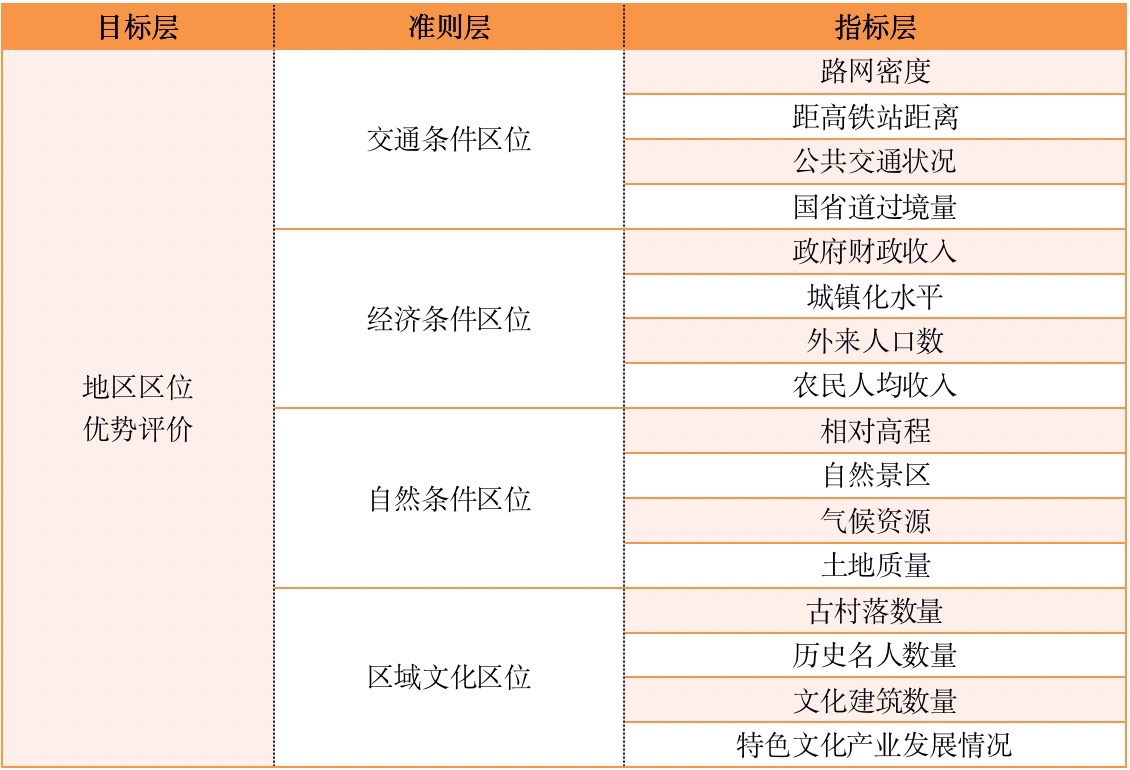 目标层 准则层 指标层
路网密度
距高铁站距离
交通条件区位
公共交通状况
国省道过境量
政府财政收入
城镇化水平
经济条件区位
外来人口数
农民人均收入
地区区位
优势评价
相对高程
自然景区
自然条件区位
气候资源
土地质量
古村落数量
历史名人数量
区域文化区位
文化建筑数量
特色文化产业发展情况